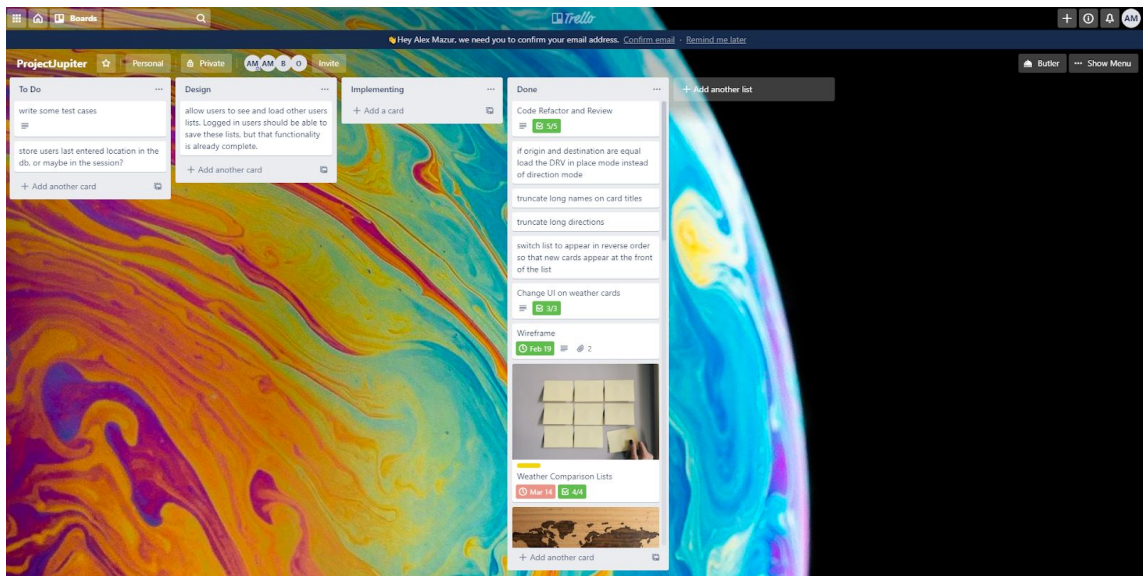 Boards
Trello
AM
👋 Hey Alex Mazur, we need you to confirm your email address. Confirm email · Remind me later
ProjectJupiter
Personal
Private
AM AM B O
Invite
Butler
... Show Menu
To Do ...
write some test cases
store users last entered location in the
db, or maybe in the session?
+ Add another card
Design ...
allow users to see and load other users
lists. Logged in users should be able to
save these lists, but that functionality
is already complete.
+ Add another card
Implementing ...
+ Add a card
Done ...
Code Refactor and Review
5/5
if origin and destination are equal
load the DRV in place mode instead
of direction mode
truncate long names on card titles
truncate long directions
switch list to appear in reverse order
so that new cards appear at the front
of the list
Change UI on weather cards
3/3
Wireframe
Feb 19
2
Weather Comparison Lists
Mar 14
4/4
+ Add another card
+ Add another list